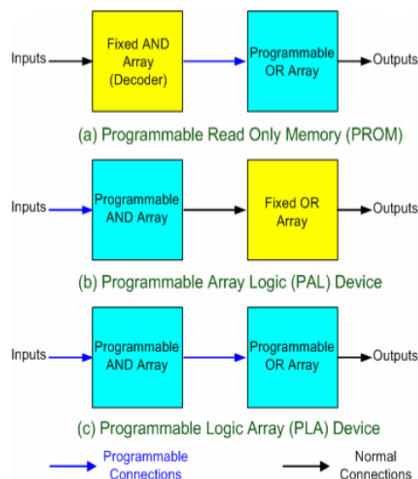 Inputs
Fixed AND
Array
(Decoder)
Programmable
OR Array
Outputs
(a) Programmable Read Only Memory (PROM)
Inputs
Programmable
AND Array
Fixed OR
Array
Outputs
(b) Programmable Array Logic (PAL) Device
Inputs
Programmable
AND Array
Programmable
OR Array
Outputs
(c) Programmable Logic Array (PLA) Device
Programmable
Connections
Normal
Connections